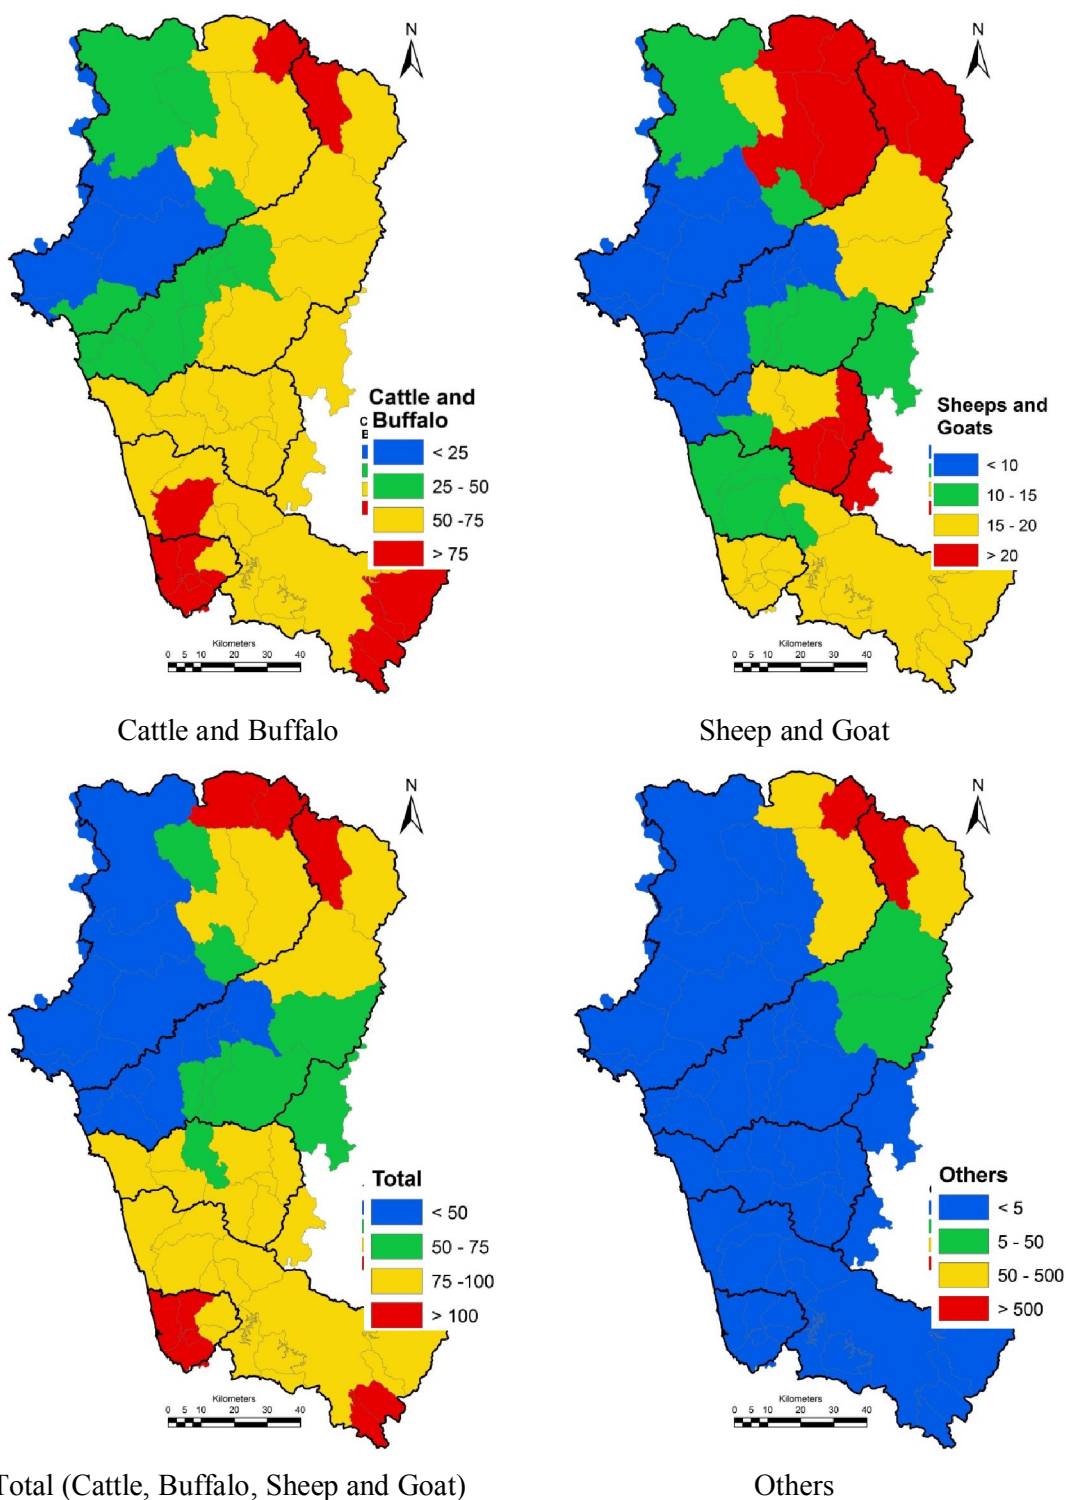 N
Cattle and
Buffalo
C
B
< 25
25 - 50
50 -75
> 75
Kilometers
0 5 10 20 30 40
Cattle and Buffalo
N
Sheeps and
Goats
< 10
10 - 15
15 - 20
> 20
Kilometers
0 5 10 20 30 40
Sheep and Goat
N
Total
< 50
50 - 75
75 -100
> 100
Kilometers
0 5 10 20 30 40
Total (Cattle, Buffalo, Sheep and Goat)
N
Others
< 5
5 - 50
50 - 500
> 500
Kilometers
0 5 10 20 30 40
Others